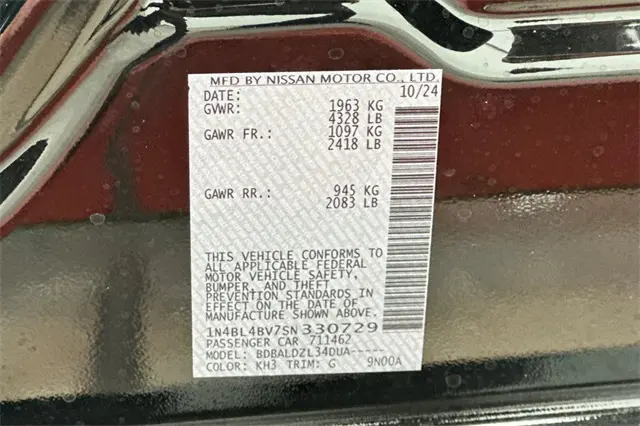 MFD BY NISSAN MOTOR CO., LTD.
DATE: 10/24
GVWR: 1963 KG
4328 LB
GAWR FR.: 1097 KG
2418 LB
GAWR RR.: 945 KG
2083 LB
THIS VEHICLE CONFORMS TO
ALL APPLICABLE FEDERAL
MOTOR VEHICLE SAFETY,
BUMPER, AND THEFT
PREVENTION STANDARDS IN
EFFECT ON THE DATE OF
MANUFACTURE SHOWN ABOVE.
1N4BL4BV7SN330729
PASSENGER CAR 711462
MODEL: BDBALDZL34DUA-----
COLOR: KH3 TRIM: G 9N00A